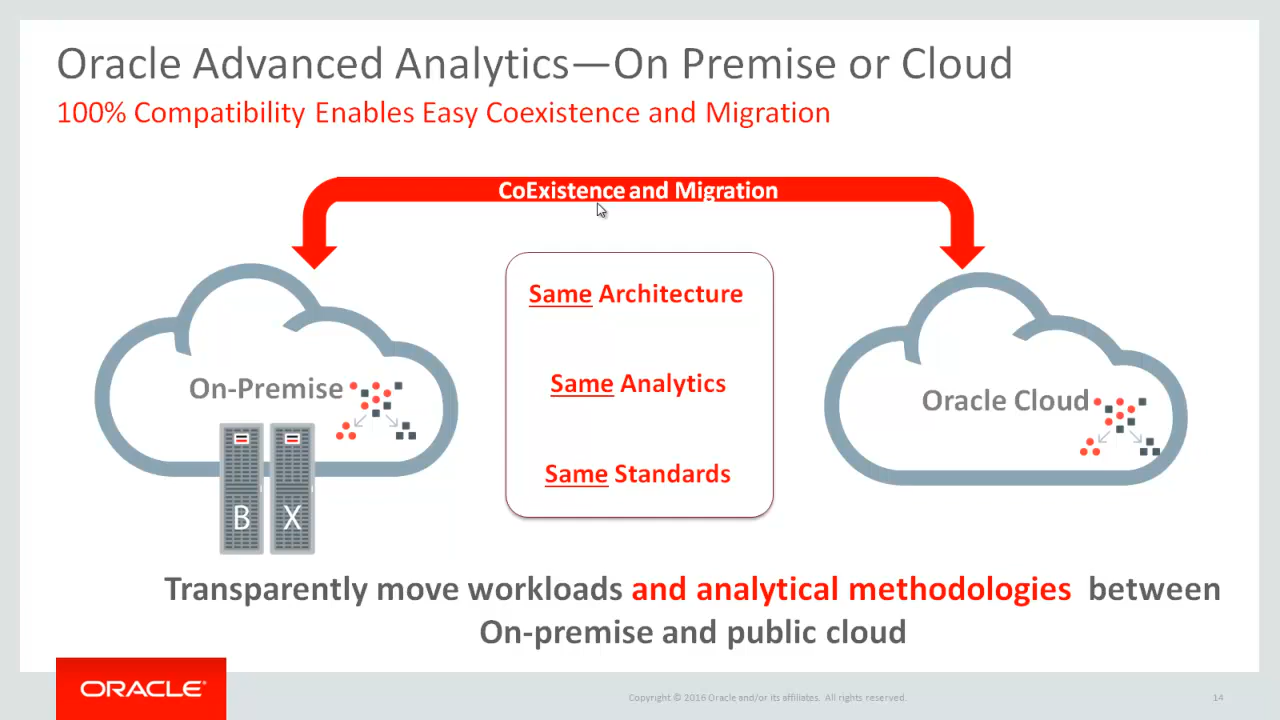 Oracle Advanced Analytics—On Premise or Cloud
100% Compatibility Enables Easy Coexistence and Migration
CoExistence and Migration
Same Architecture
Same Analytics
Same Standards
On-Premise
B X
Oracle Cloud
Transparently move workloads and analytical methodologies between
On-premise and public cloud
ORACLE®
Copyright © 2016 Oracle and/or its affiliates. All rights reserved.
14